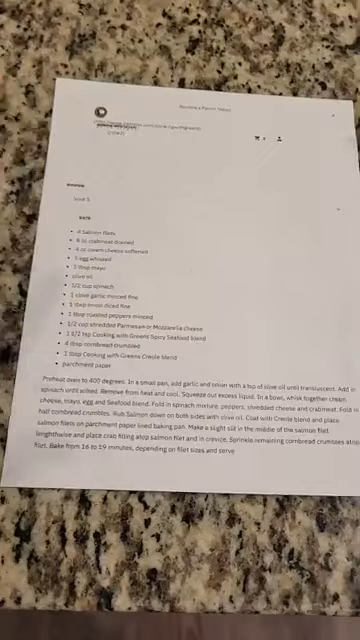 Size 1
4 Salmon filets
8 oz crabmeat drained
4 oz cream cheese softened
1 egg whisked
1 tbsp mayo
olive oil
1/2 cup spinach
1 clove garlic minced fine
1 tbsp onion diced fine
1 tbsp roasted peppers minced
1/2 cup shredded Parmesan or Mozzarella cheese
1 1/2 tsp Cooking with Greens Spicy Seafood blend
4 tbsp cornbread crumbled
1 tbsp Cooking with Greens Creole blend
parchment paper
Preheat oven to 400 degrees. In a small pan, add garlic and onion with a tsp of olive oil until translucent. Add in
spinach until wilted. Remove from heat and cool. Squeeze out excess liquid. In a bowl, whisk together cream
cheese, mayo, egg and Seafood blend. Fold in spinach mixture, peppers, shredded cheese and crabmeat. Fold in
half cornbread crumbles. Rub Salmon down on both sides with olive oil. Coat with Creole blend and place
salmon filets on parchment paper lined baking pan. Make a slight slit in the middle of the salmon filet
lengthwise and place crab filling atop salmon filet and in crevice. Sprinkle remaining cornbread crumbles atop
filets. Bake from 16 to 19 minutes, depending on filet sizes and serve